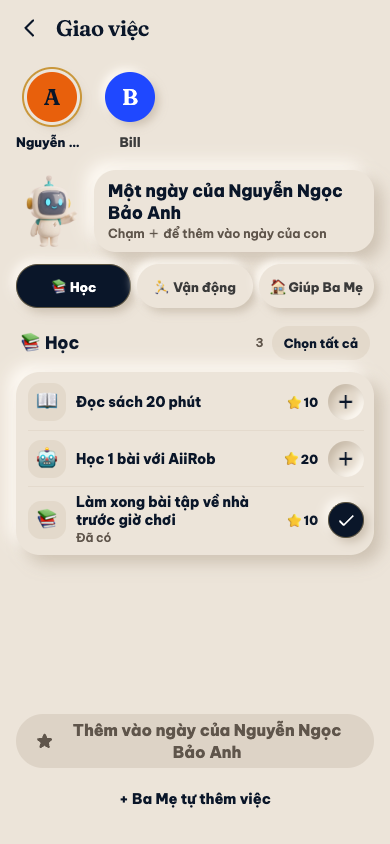 Giao việc
A
B
Nguyễn ...
Bill
Một ngày của Nguyễn Ngọc
Bảo Anh
Chạm + để thêm vào ngày của con
Học
Vận động
Giúp Ba Mẹ
Học
3
Chọn tất cả
Đọc sách 20 phút
10
Học 1 bài với AiiRob
20
Làm xong bài tập về nhà
trước giờ chơi
Đã có
10
Thêm vào ngày của Nguyễn Ngọc
Bảo Anh
+ Ba Mẹ tự thêm việc